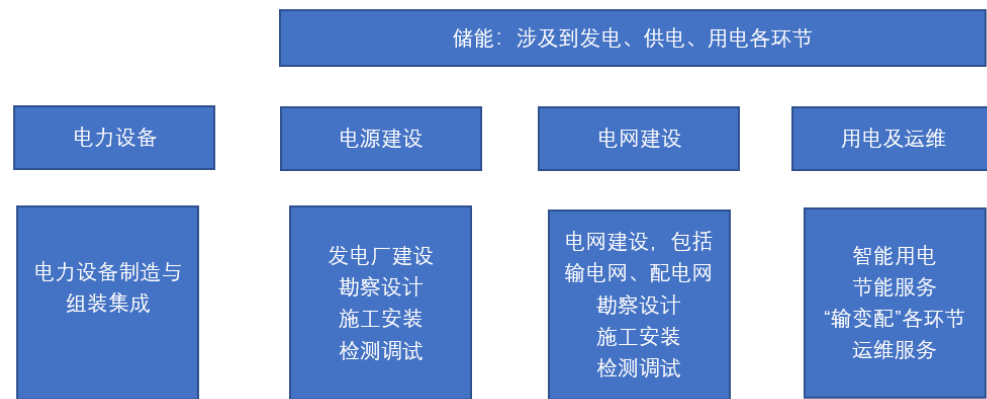 储能：涉及到发电、供电、用电各环节
电力设备
电源建设
电网建设
用电及运维
电力设备制造与
组装集成
发电厂建设
勘察设计
施工安装
检测调试
电网建设，包括
输电网、配电网
勘察设计
施工安装
检测调试
智能用电
节能服务
“输变配”各环节
运维服务